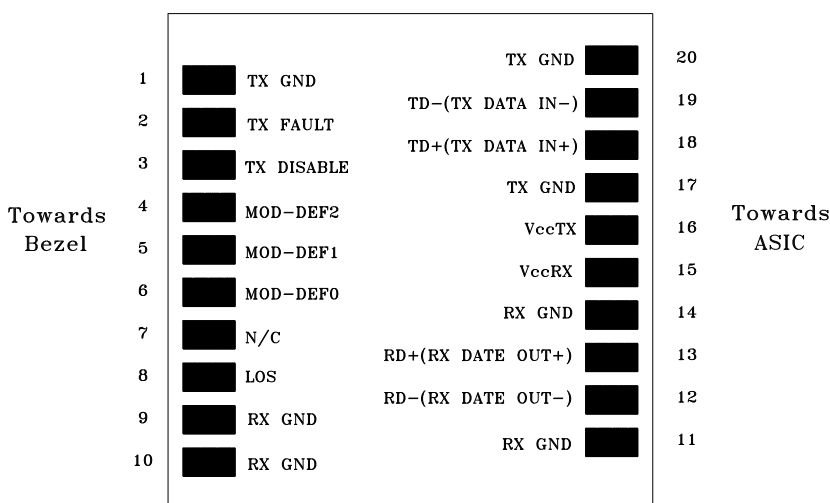 1 TX GND
2 TX FAULT
3 TX DISABLE
4 MOD-DEF2
5 MOD-DEF1
6 MOD-DEF0
7 N/C
8 LOS
9 RX GND
10 RX GND
Towards
Bezel
TX GND 20
TD-(TX DATA IN-) 19
TD+(TX DATA IN+) 18
TX GND 17
VccTX 16
VccRX 15
RX GND 14
RD+(RX DATE OUT+) 13
RD-(RX DATE OUT-) 12
RX GND 11
Towards
ASIC